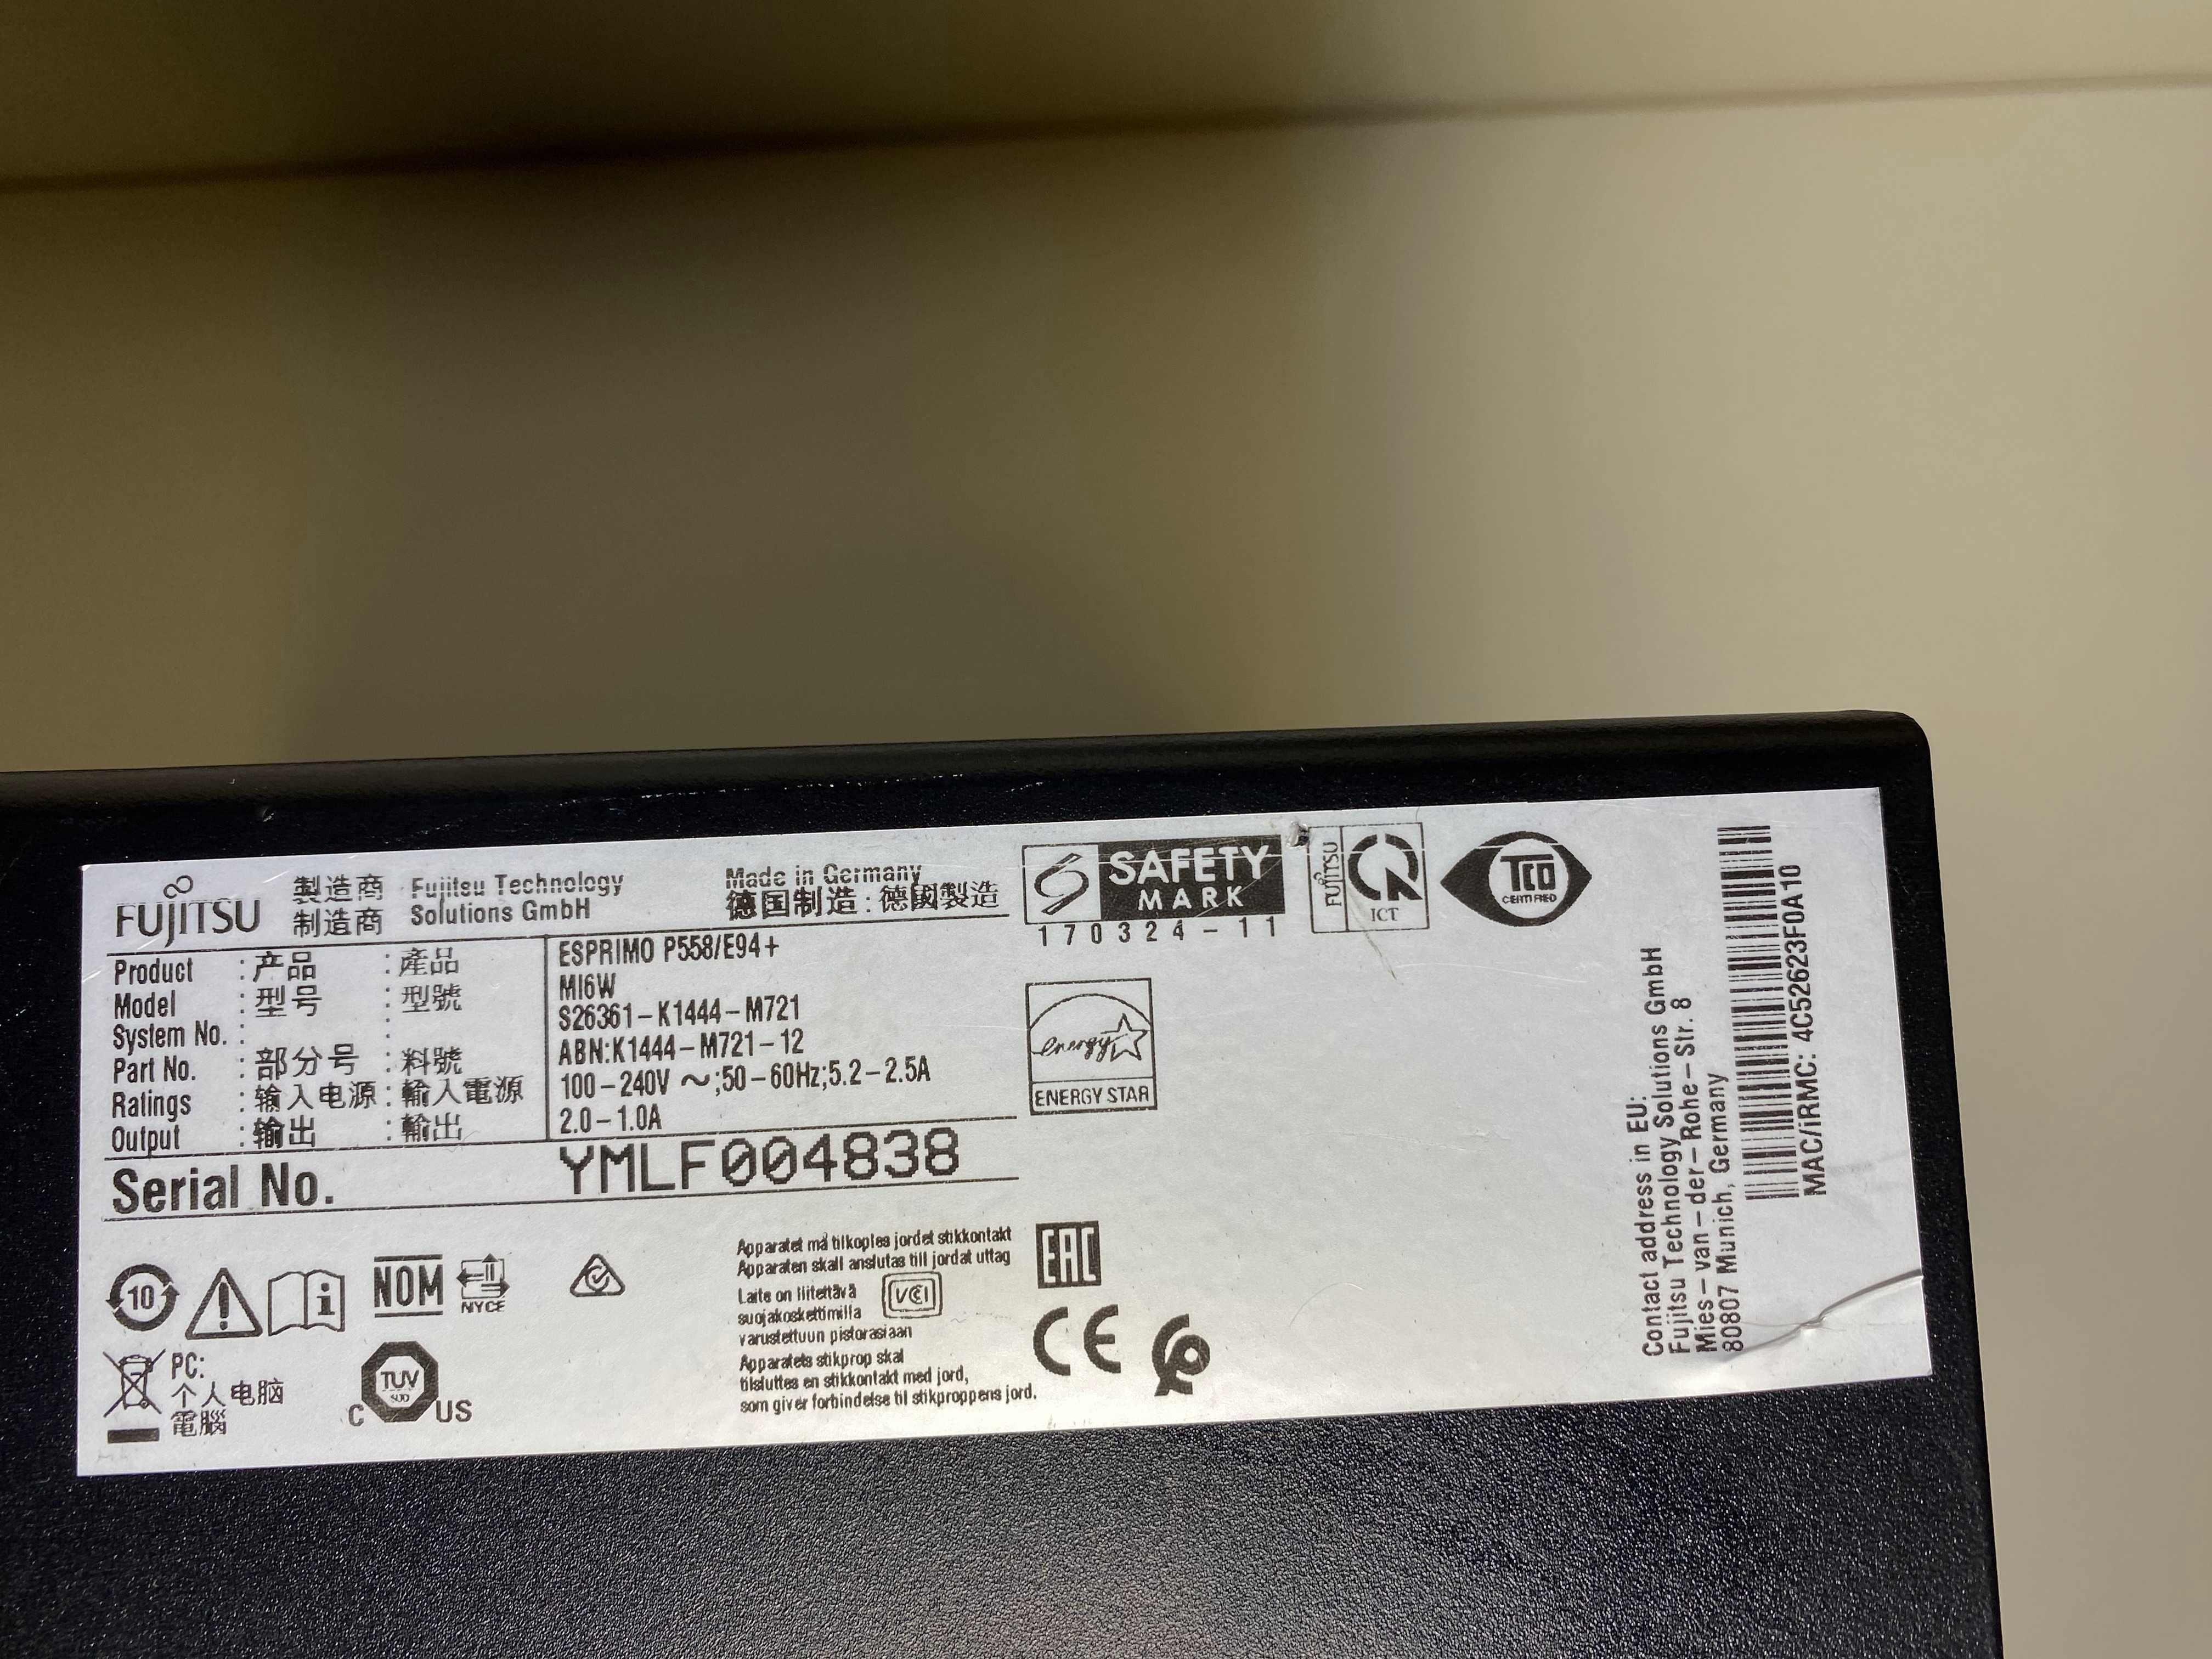 FUJITSU
製造商 Fujitsu Technology
制造商 Solutions GmbH
Made in Germany
德国制造 : 德國製造
SAFETY
MARK
170324-11
FUJITSU
ICT
TCO
CERTIFIED
Product : 产品 : 產品 ESPRIMO P558/E94+
Model : 型号 : 型號 MI6W
System No. : : S26361-K1444-M721
Part No. : 部分号 : 料號 ABN:K1444-M721-12
Ratings : 输入电源 : 輸入電源 100-240V ~;50-60Hz;5.2-2.5A
Output : 输出 : 輸出 2.0-1.0A
Serial No. YMLF004838
energy
ENERGY STAR
10
i
NOM
NYCE
PC:
个人电脑
電腦
TUV
SUD
C US
Apparatet må tilkoples jordet stikkontakt
Apparaten skall anslutas till jordat uttag
Laite on liitettävä
suojakoskettimilla
varustettuun pistorasiaan
VCI
Apparatets stikprop skal
tilsluttes en stikkontakt med jord,
som giver forbindelse til stikproppens jord.
EAC
CE
Contact address in EU:
Fujitsu Technology Solutions GmbH
Mies-van-der-Rohe-Str. 8
80807 Munich, Germany
MAC/iRMC: 4C52623F0A10